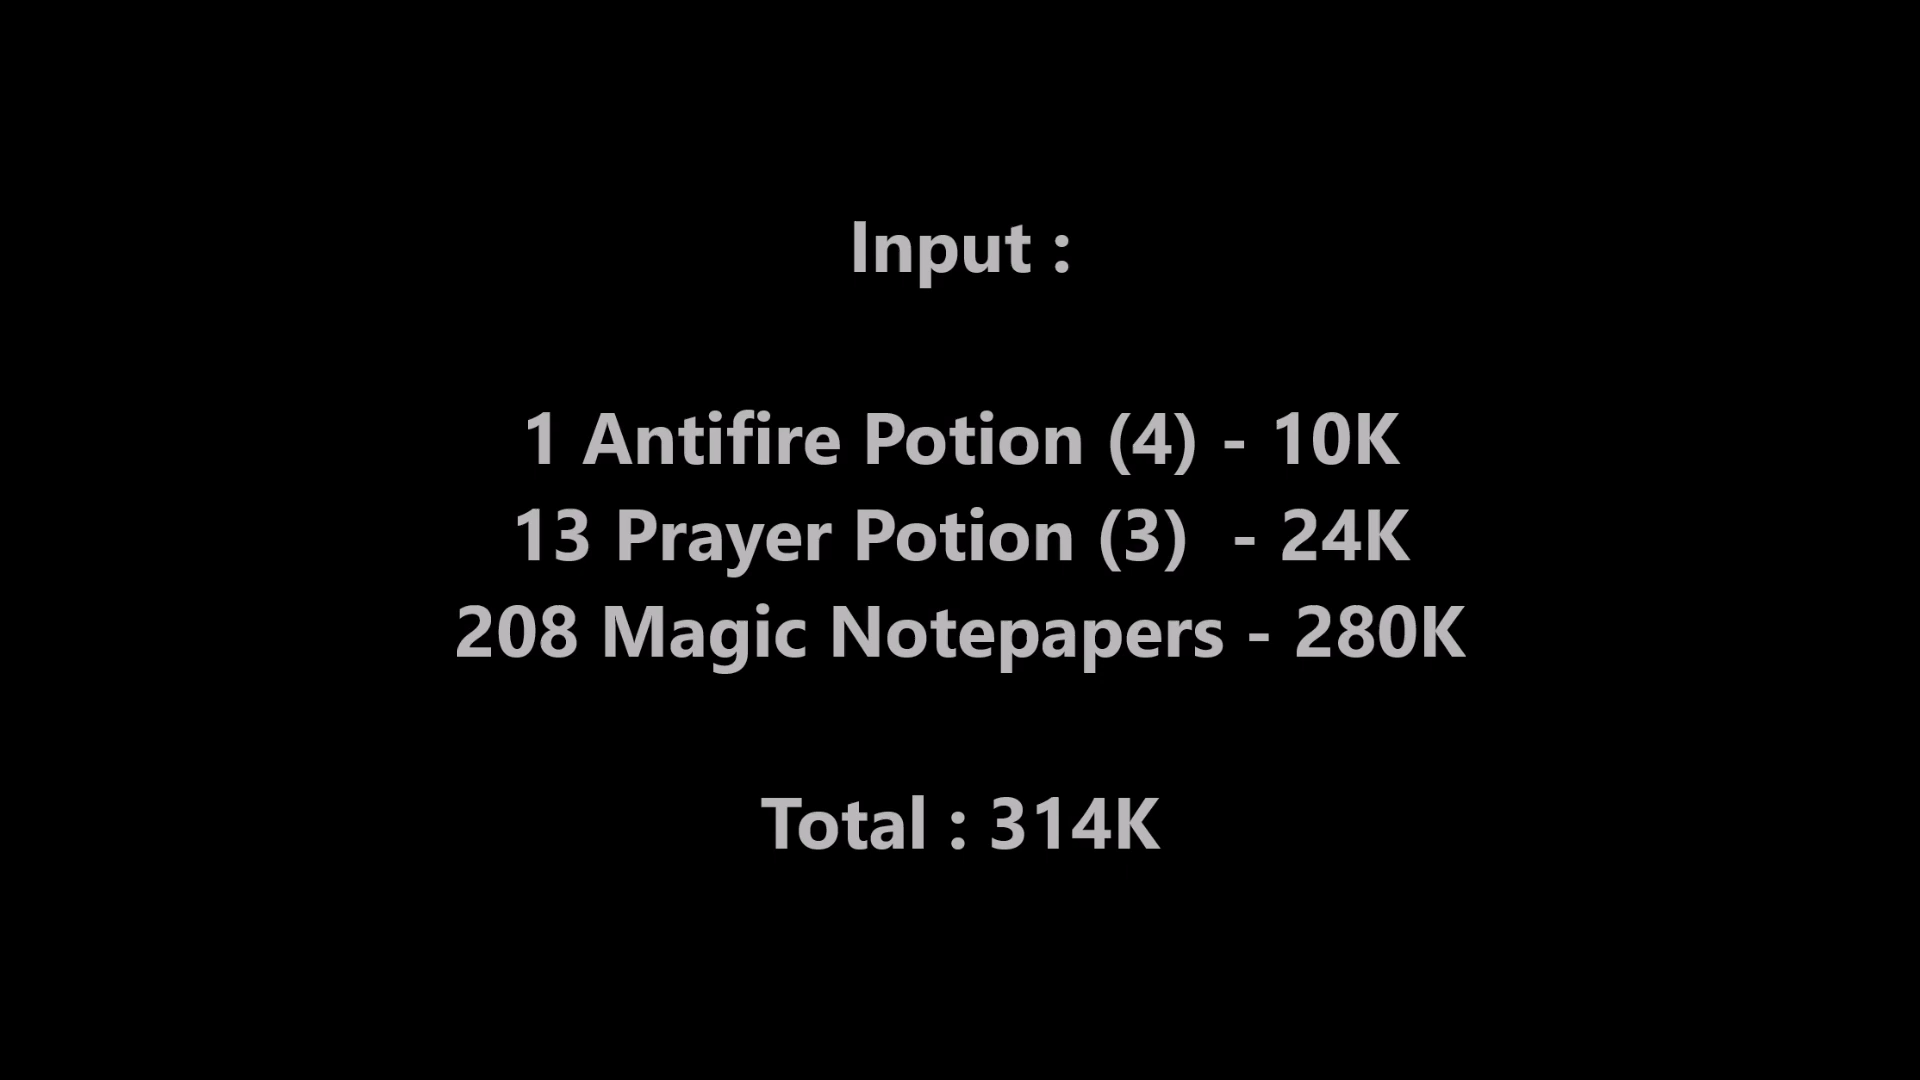 Input :
1 Antifire Potion (4) - 10K
13 Prayer Potion (3)  - 24K
208 Magic Notepapers - 280K
Total : 314K